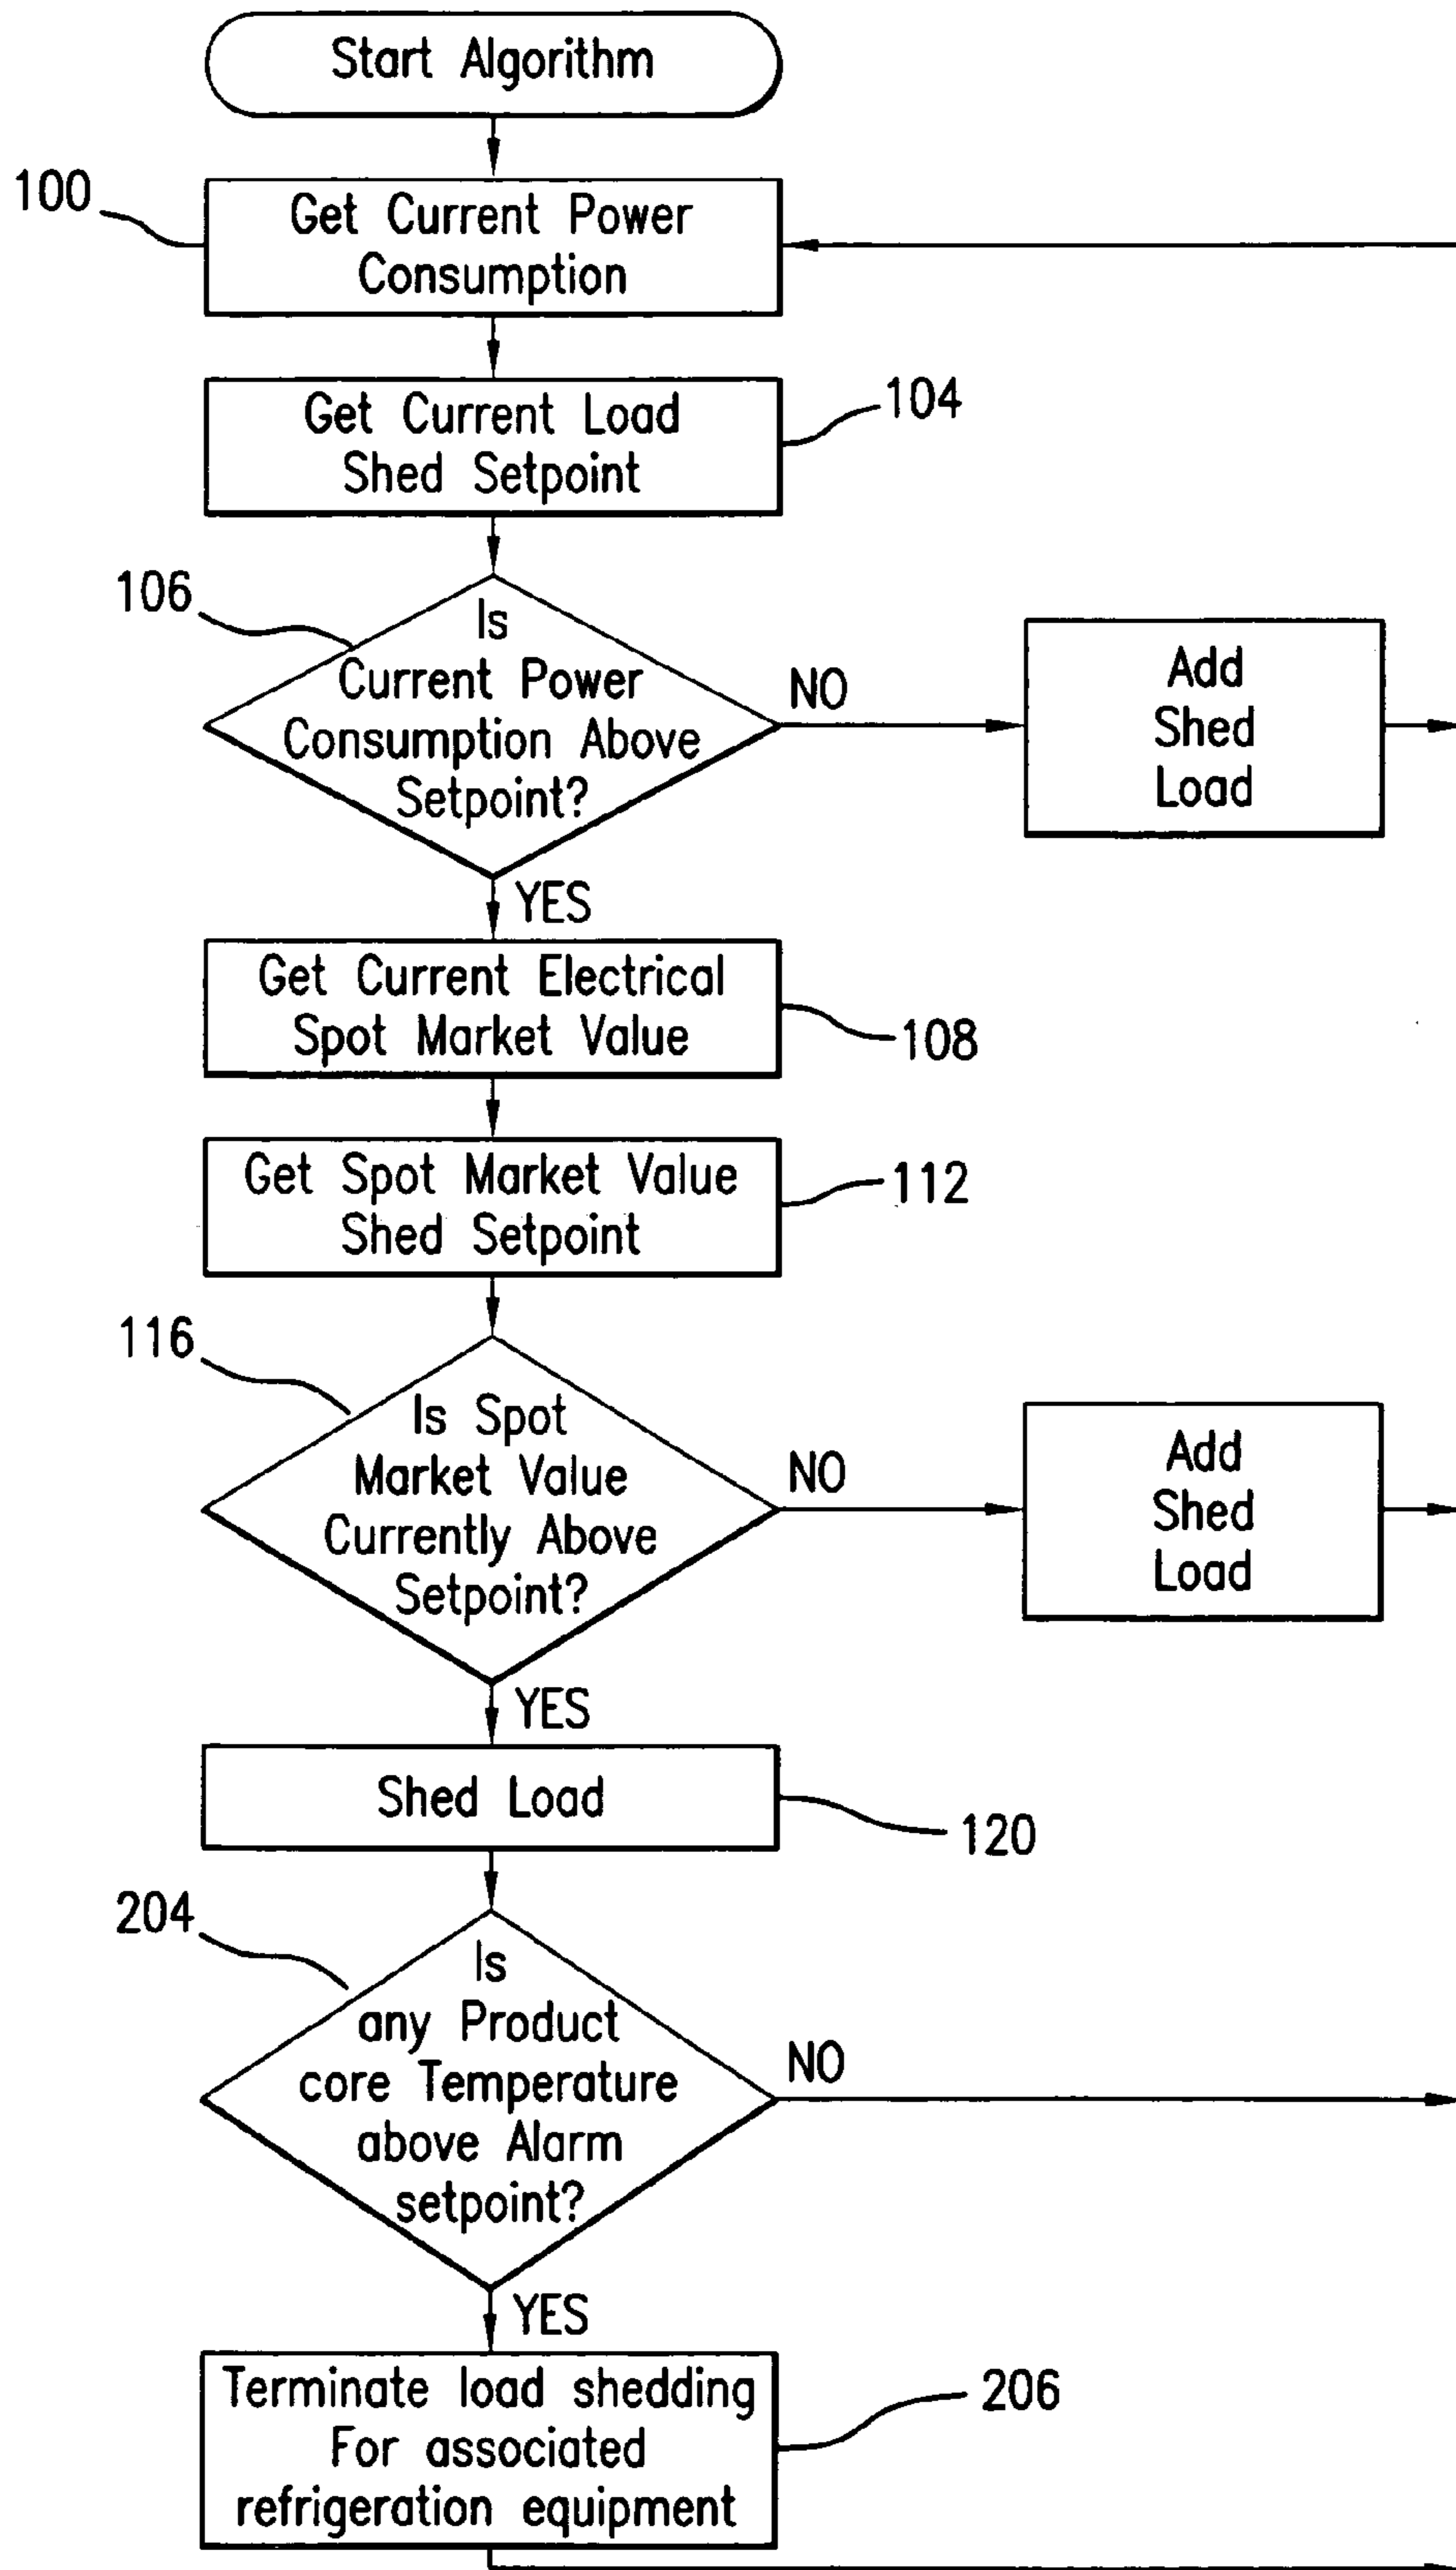 Start Algorithm
100
Get Current Power
Consumption
Get Current Load
Shed Setpoint
104
106
Is
Current Power
Consumption Above
Setpoint?
NO
Add
Shed
Load
YES
Get Current Electrical
Spot Market Value
108
Get Spot Market Value
Shed Setpoint
112
116
Is Spot
Market Value
Currently Above
Setpoint?
NO
Add
Shed
Load
YES
Shed Load
120
204
Is
any Product
core Temperature
above Alarm
setpoint?
NO
YES
Terminate load shedding
For associated
refrigeration equipment
206